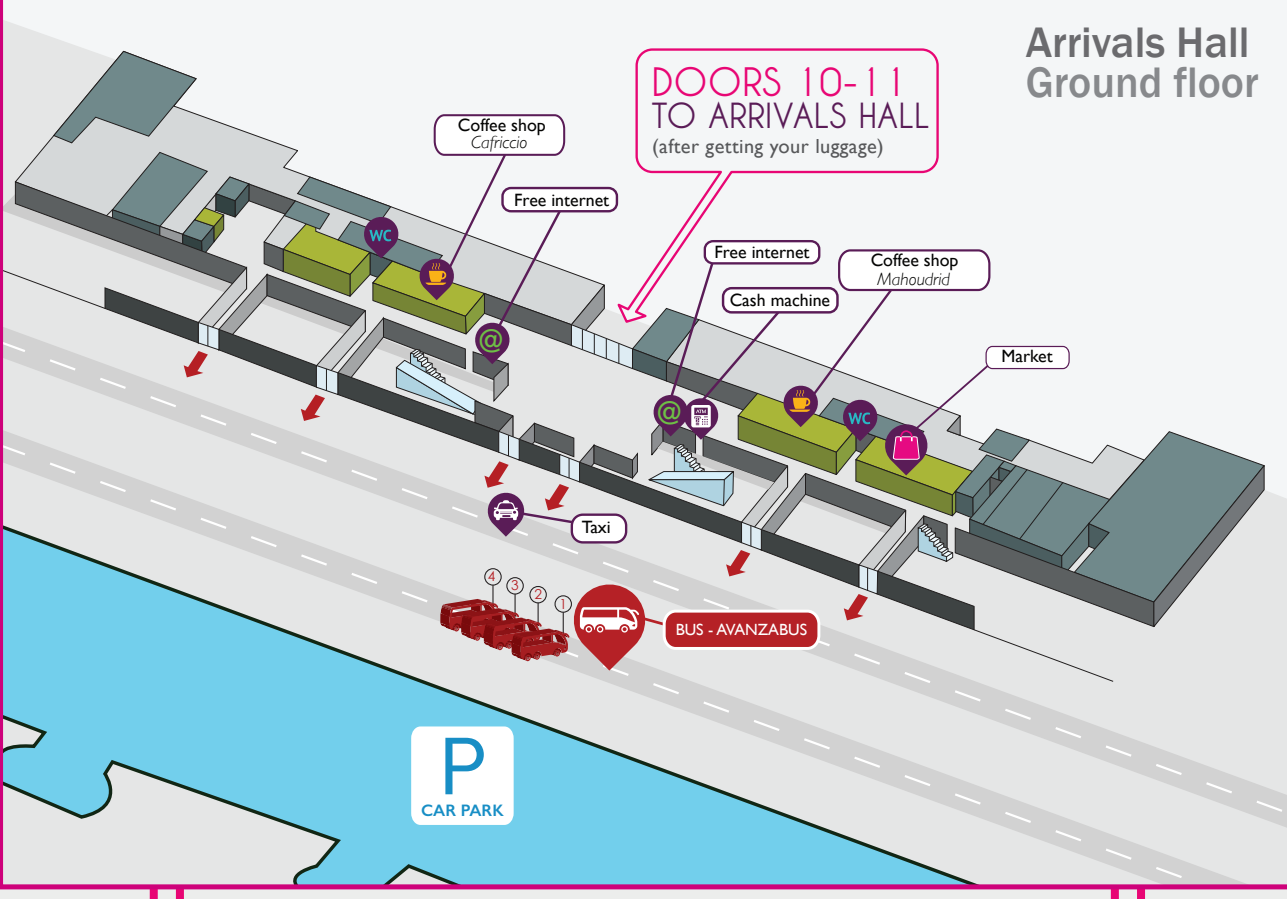 Arrivals Hall
Ground floor
DOORS 10-11
TO ARRIVALS HALL
(after getting your luggage)
Coffee shop
Cafriccio
Free internet
WC
@
Free internet
Coffee shop
Mahoudrid
Cash machine
Market
@
ATM
WC
Taxi
4
3
2
1
BUS - AVANZABUS
P
CAR PARK